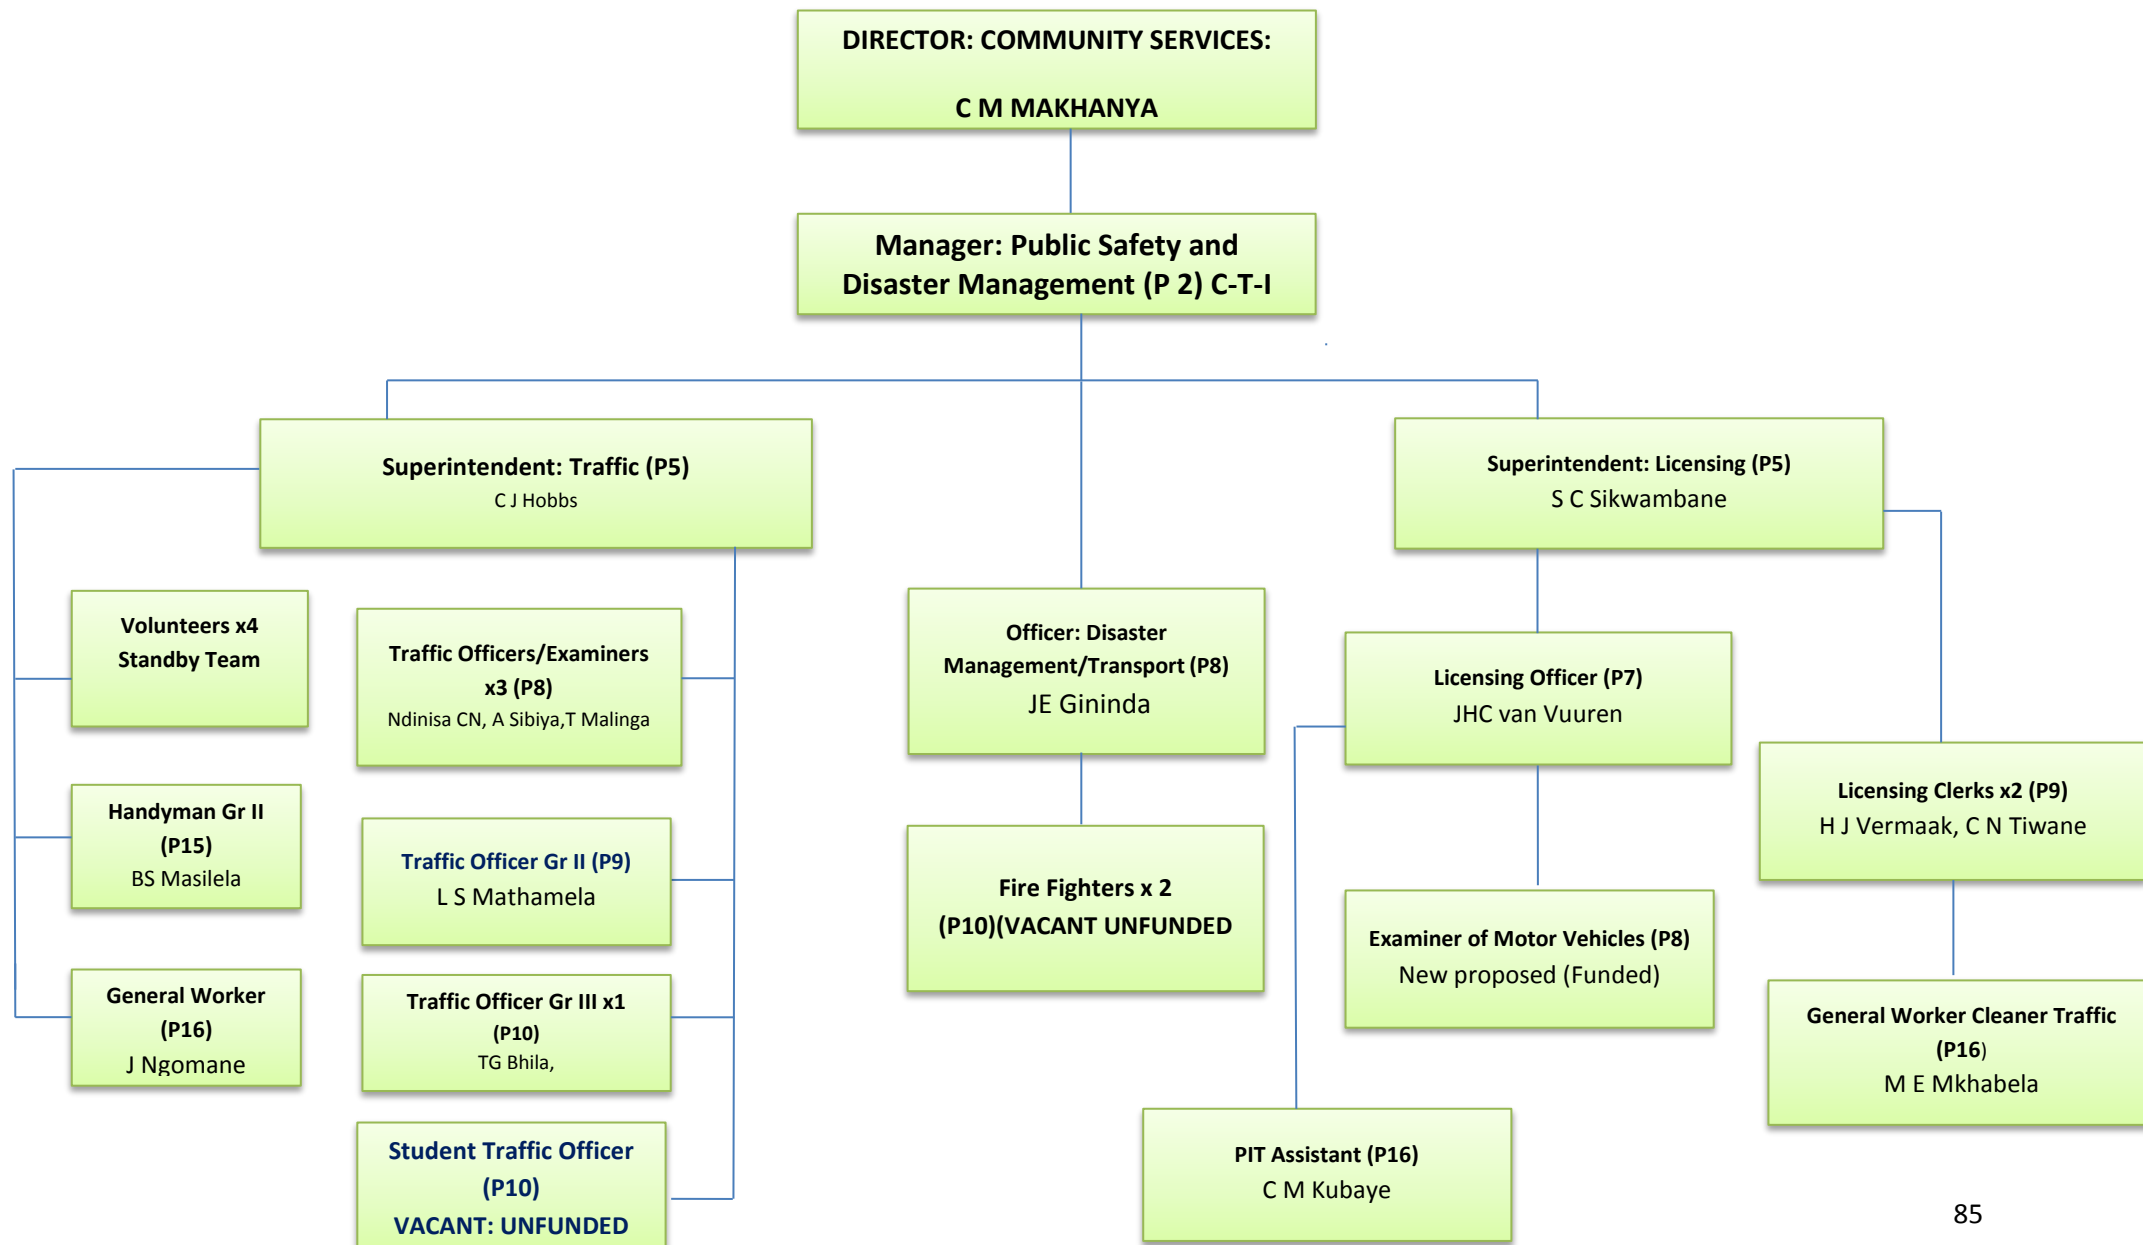 DIRECTOR: COMMUNITY SERVICES:
C M MAKHANYA
Manager: Public Safety and
Disaster Management (P 2) C-T-I
Superintendent: Traffic (P5)
C J Hobbs
Superintendent: Licensing (P5)
S C Sikwambane
Volunteers x4
Standby Team
Handyman Gr II
(P15)
BS Masilela
General Worker
(P16)
J Ngomane
Traffic Officers/Examiners
x3 (P8)
Ndinisa CN, A Sibiya,T Malinga
Traffic Officer Gr II (P9)
L S Mathamela
Traffic Officer Gr III x1
(P10)
TG Bhila,
Student Traffic Officer
(P10)
VACANT: UNFUNDED
Officer: Disaster
Management/Transport (P8)
JE Gininda
Fire Fighters x 2
(P10)(VACANT UNFUNDED
Licensing Officer (P7)
JHC van Vuuren
Examiner of Motor Vehicles (P8)
New proposed (Funded)
PIT Assistant (P16)
C M Kubaye
Licensing Clerks x2 (P9)
H J Vermaak, C N Tiwane
General Worker Cleaner Traffic
(P16)
M E Mkhabela
85